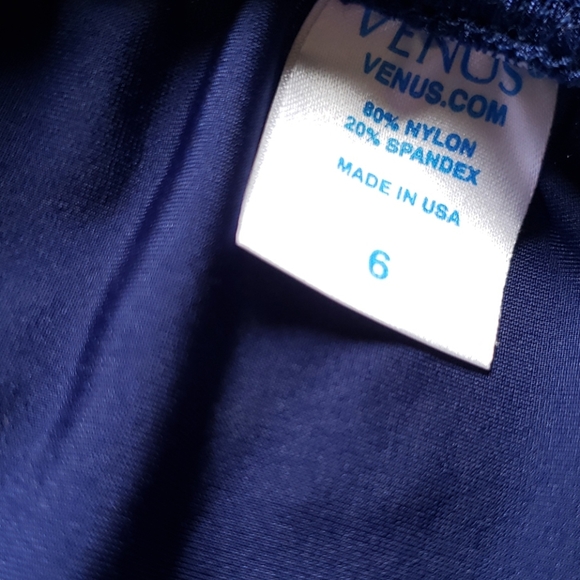 VENUS
VENUS.COM
80% NYLON
20% SPANDEX
MADE IN USA
6